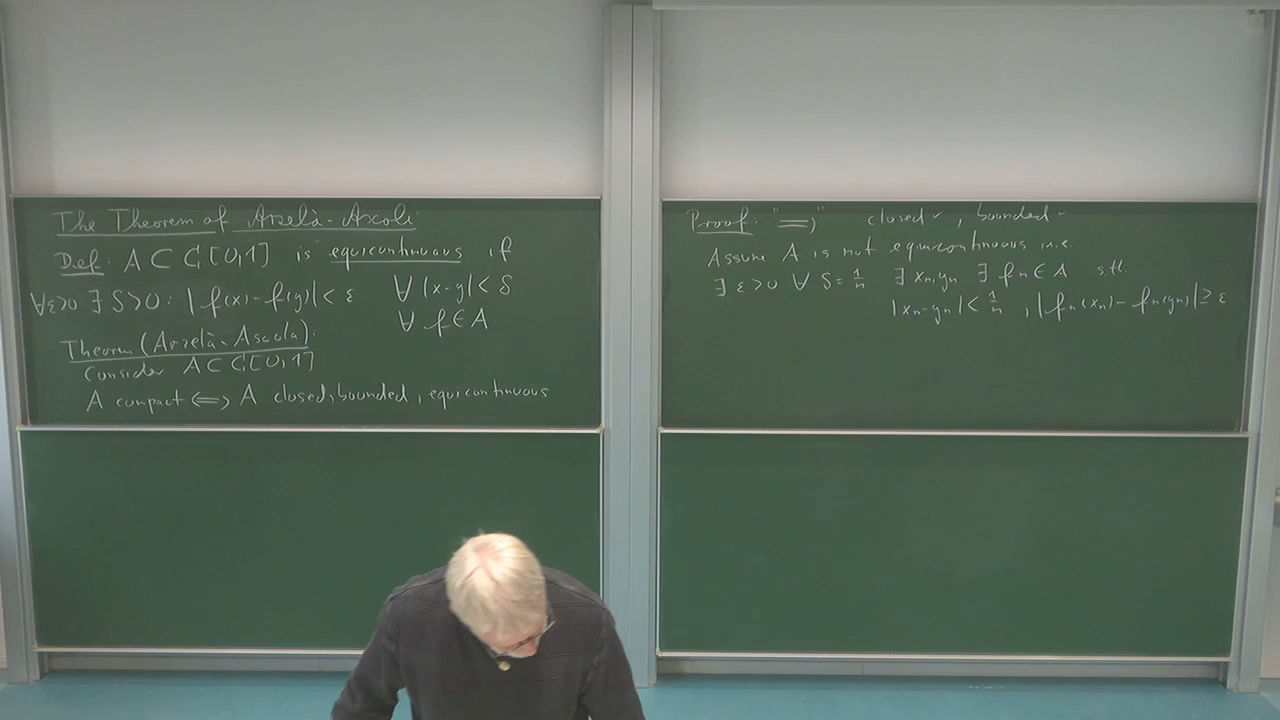 The Theorem of Arzelà-Ascoli
Def: A ⊂ C[0,1] is equicontinuous if
∀ε>0 ∃ δ>0: |f(x)-f(y)|< ε ∀ |x-y|< δ
∀ f∈A
Theorem (Arzelà-Ascola):
Consider A⊂C[0,1]
A compact ⟺ A closed, bounded, equicontinuous
Proof: "⟹" closed ✓, bounded ✓
Assume A is not equicontinuous i.e.
∃ ε>0 ∀ δ=1/n ∃ xn,yn ∃ fn∈A s.th.
|xn-yn|< 1/n , |fn(xn)-fn(yn)|≥ε